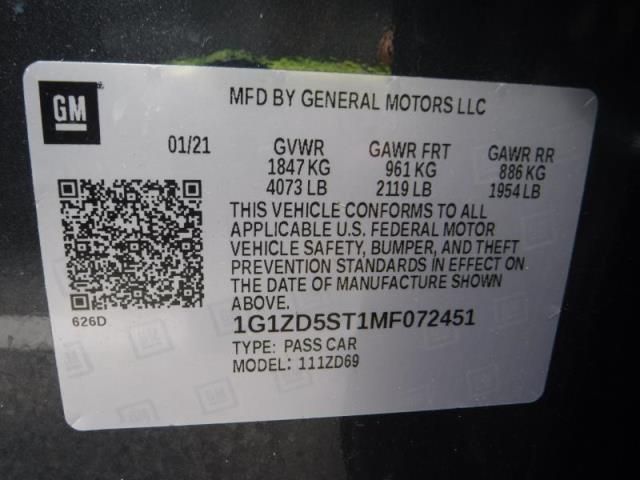 GM
MFD BY GENERAL MOTORS LLC
01/21 GVWR GAWR FRT GAWR RR
1847 KG 961 KG 886 KG
4073 LB 2119 LB 1954 LB
THIS VEHICLE CONFORMS TO ALL
APPLICABLE U.S. FEDERAL MOTOR
VEHICLE SAFETY, BUMPER, AND THEFT
PREVENTION STANDARDS IN EFFECT ON
THE DATE OF MANUFACTURE SHOWN
ABOVE.
626D
1G1ZD5ST1MF072451
TYPE: PASS CAR
MODEL: 111ZD69